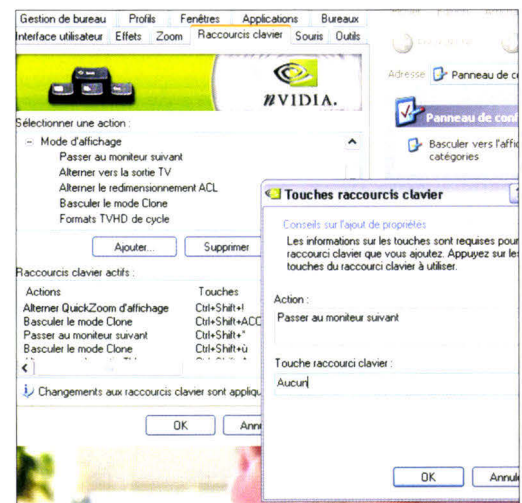 Gestion de bureau Profils Fenêtres Applications Bureaux
Interface utilisateur Effets Zoom Raccourcis clavier Souris Outils
NVIDIA.
Sélectionner une action :
Mode d'affichage
Passer au moniteur suivant
Alterner vers la sortie TV
Alterner le redimensionnement ACL
Basculer le mode Clone
Formats TVHD de cycle
Ajouter... Supprimer
Raccourcis clavier actifs :
Actions Touches
Alterner QuickZoom d'affichage Ctrl+Shift+!
Basculer le mode Clone Ctrl+Shift+ACC
Passer au moniteur suivant Ctrl+Shift+"
Basculer le mode Clone Ctrl+Shift+ù
Changements aux raccourcis clavier sont appliqu
OK Ann
Adresse Panneau de c
Panneau de conf
Basculer vers l'affic
catégories
Touches raccourcis clavier
Conseils sur l'ajout de propriétés
Les informations sur les touches sont requises pour
raccourci clavier que vous ajoutez. Appuyez sur les
touches du raccourci clavier à utiliser.
Action :
Passer au moniteur suivant
Touche raccourci clavier :
Aucun
OK Annule